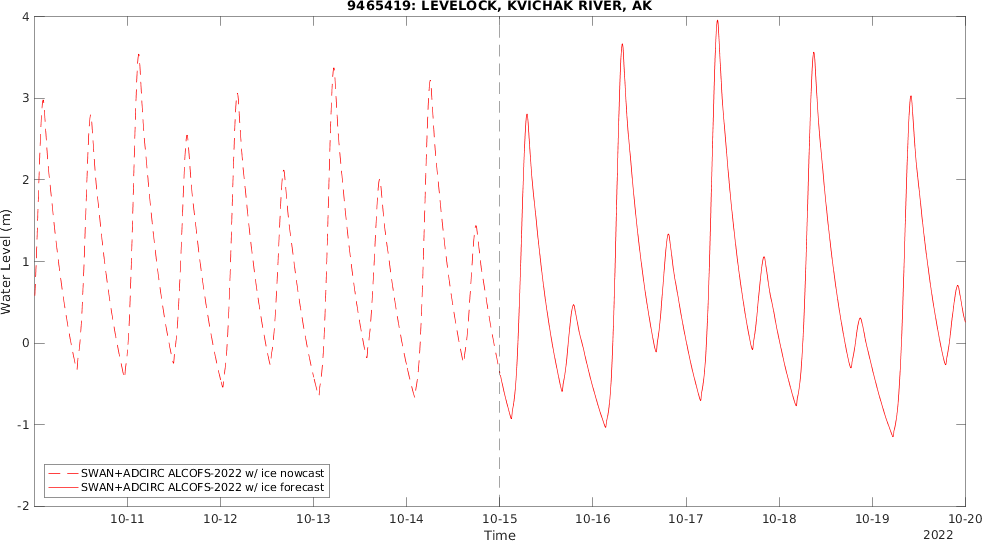 9465419: LEVELOCK, KVICHAK RIVER, AK
4
3
2
1
0
-1
-2
Water Level (m)
SWAN+ADCIRC ALCOFS-2022 w/ ice nowcast
SWAN+ADCIRC ALCOFS-2022 w/ ice forecast
10-11 10-12 10-13 10-14 10-15 10-16 10-17 10-18 10-19 10-20
Time
2022